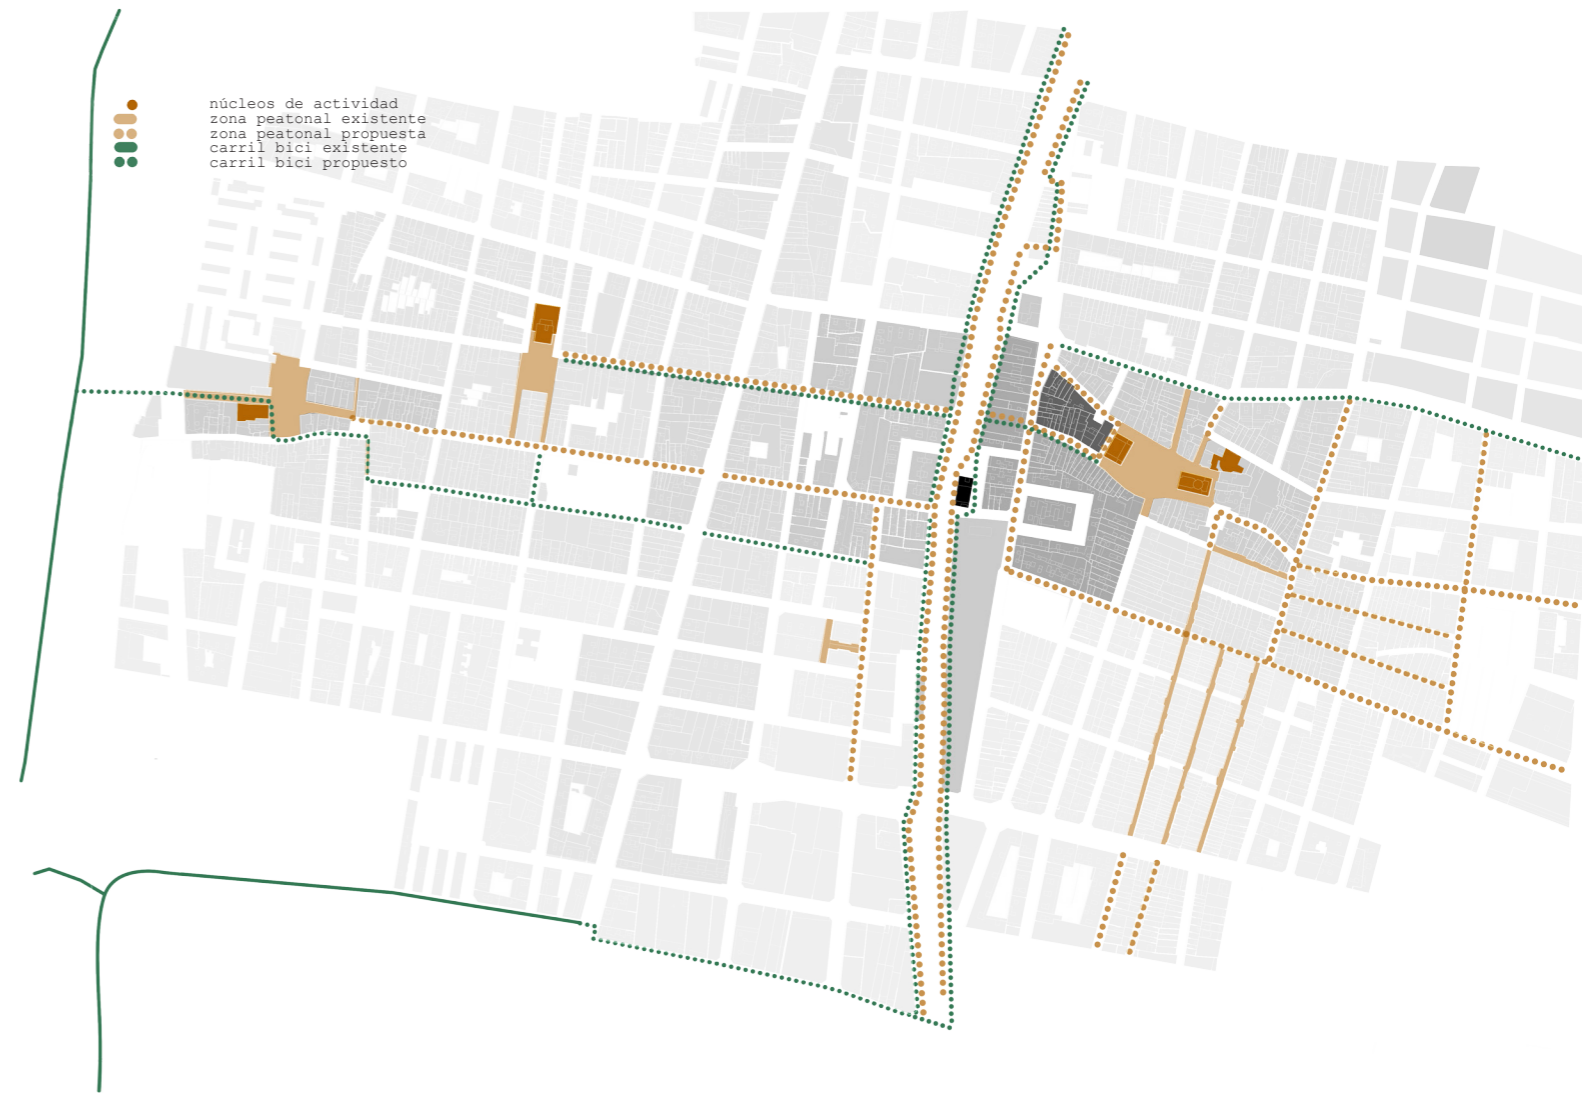 núcleos de actividad
zona peatonal existente
zona peatonal propuesta
carril bici existente
carril bici propuesto